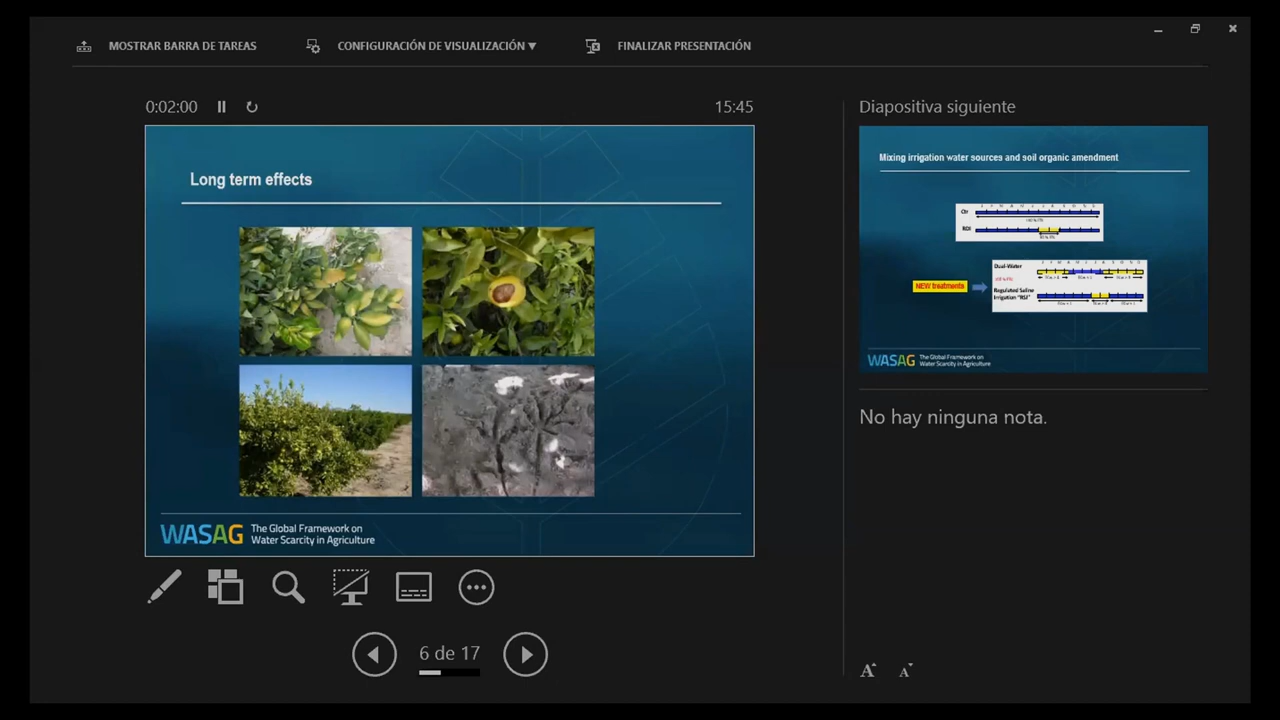 MOSTRAR BARRA DE TAREAS
CONFIGURACIÓN DE VISUALIZACIÓN ▼
FINALIZAR PRESENTACIÓN
0:02:00
15:45
Long term effects
WASAG The Global Framework on
Water Scarcity in Agriculture
6 de 17
Diapositiva siguiente
Mixing irrigation water sources and soil organic amendment
Ctr
RDI
Dual-Water
NEW treatments
Regulated Saline
Irrigation "RSI"
WASAG The Global Framework on
Water Scarcity in Agriculture
No hay ninguna nota.
A A